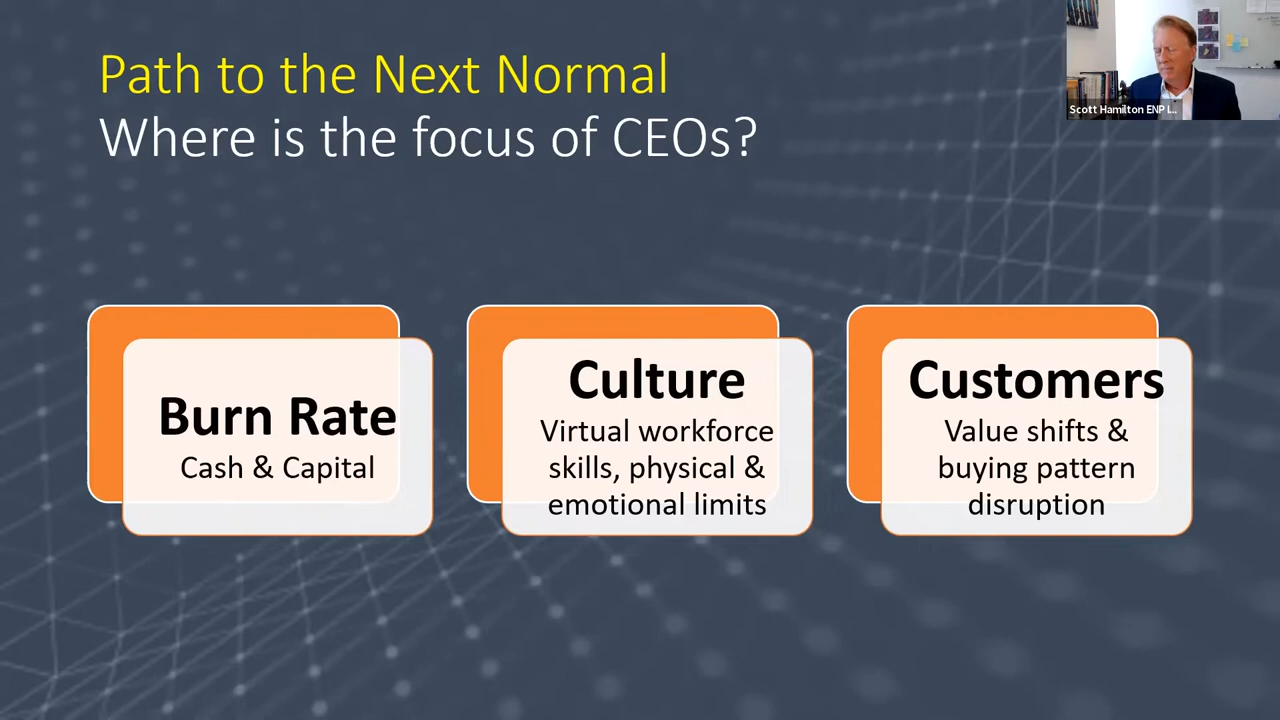 Path to the Next Normal
Where is the focus of CEOs?
Scott Hamilton ENP I...
Burn Rate
Cash & Capital
Culture
Virtual workforce
skills, physical &
emotional limits
Customers
Value shifts &
buying pattern
disruption